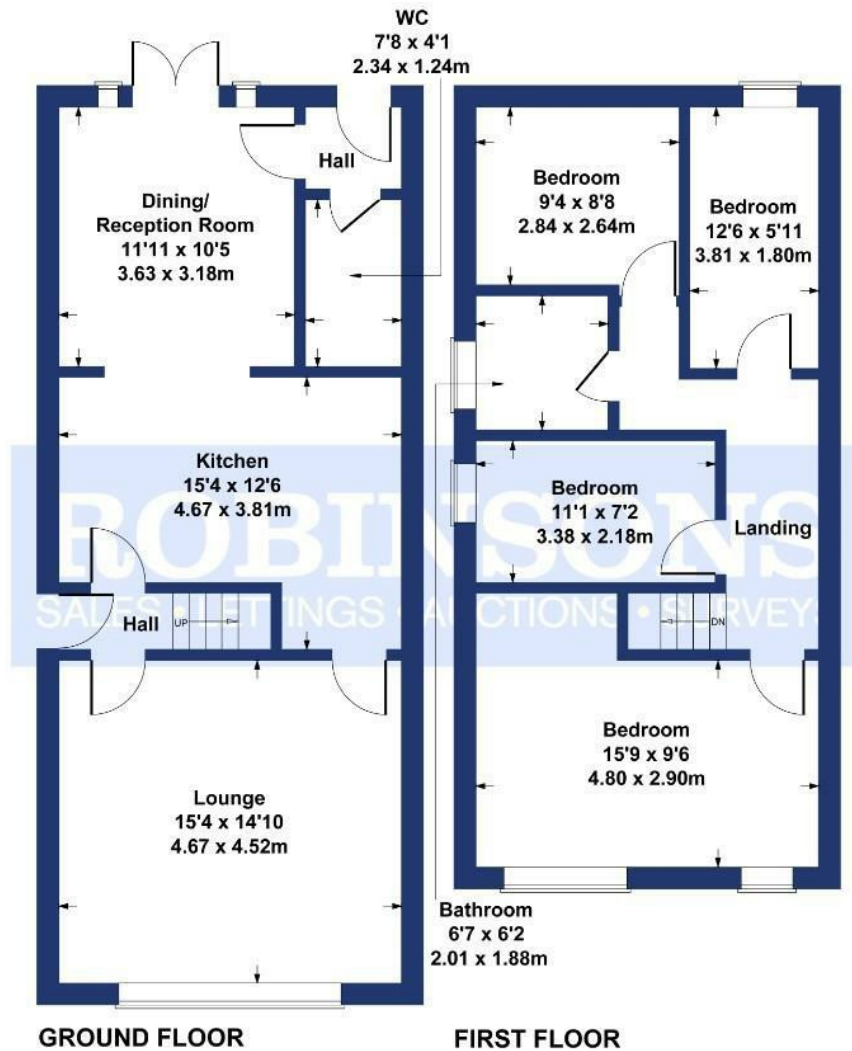 WC
7'8 x 4'1
2.34 x 1.24m
Hall
Dining/
Reception Room
11'11 x 10'5
3.63 x 3.18m
Kitchen
15'4 x 12'6
4.67 x 3.81m
Hall
UP
Lounge
15'4 x 14'10
4.67 x 4.52m
GROUND FLOOR
Bedroom
9'4 x 8'8
2.84 x 2.64m
Bedroom
12'6 x 5'11
3.81 x 1.80m
Bedroom
11'1 x 7'2
3.38 x 2.18m
Landing
DN
Bedroom
15'9 x 9'6
4.80 x 2.90m
Bathroom
6'7 x 6'2
2.01 x 1.88m
FIRST FLOOR
ROBINSONS
SALES • LETTINGS • AUCTIONS • SURVEYS